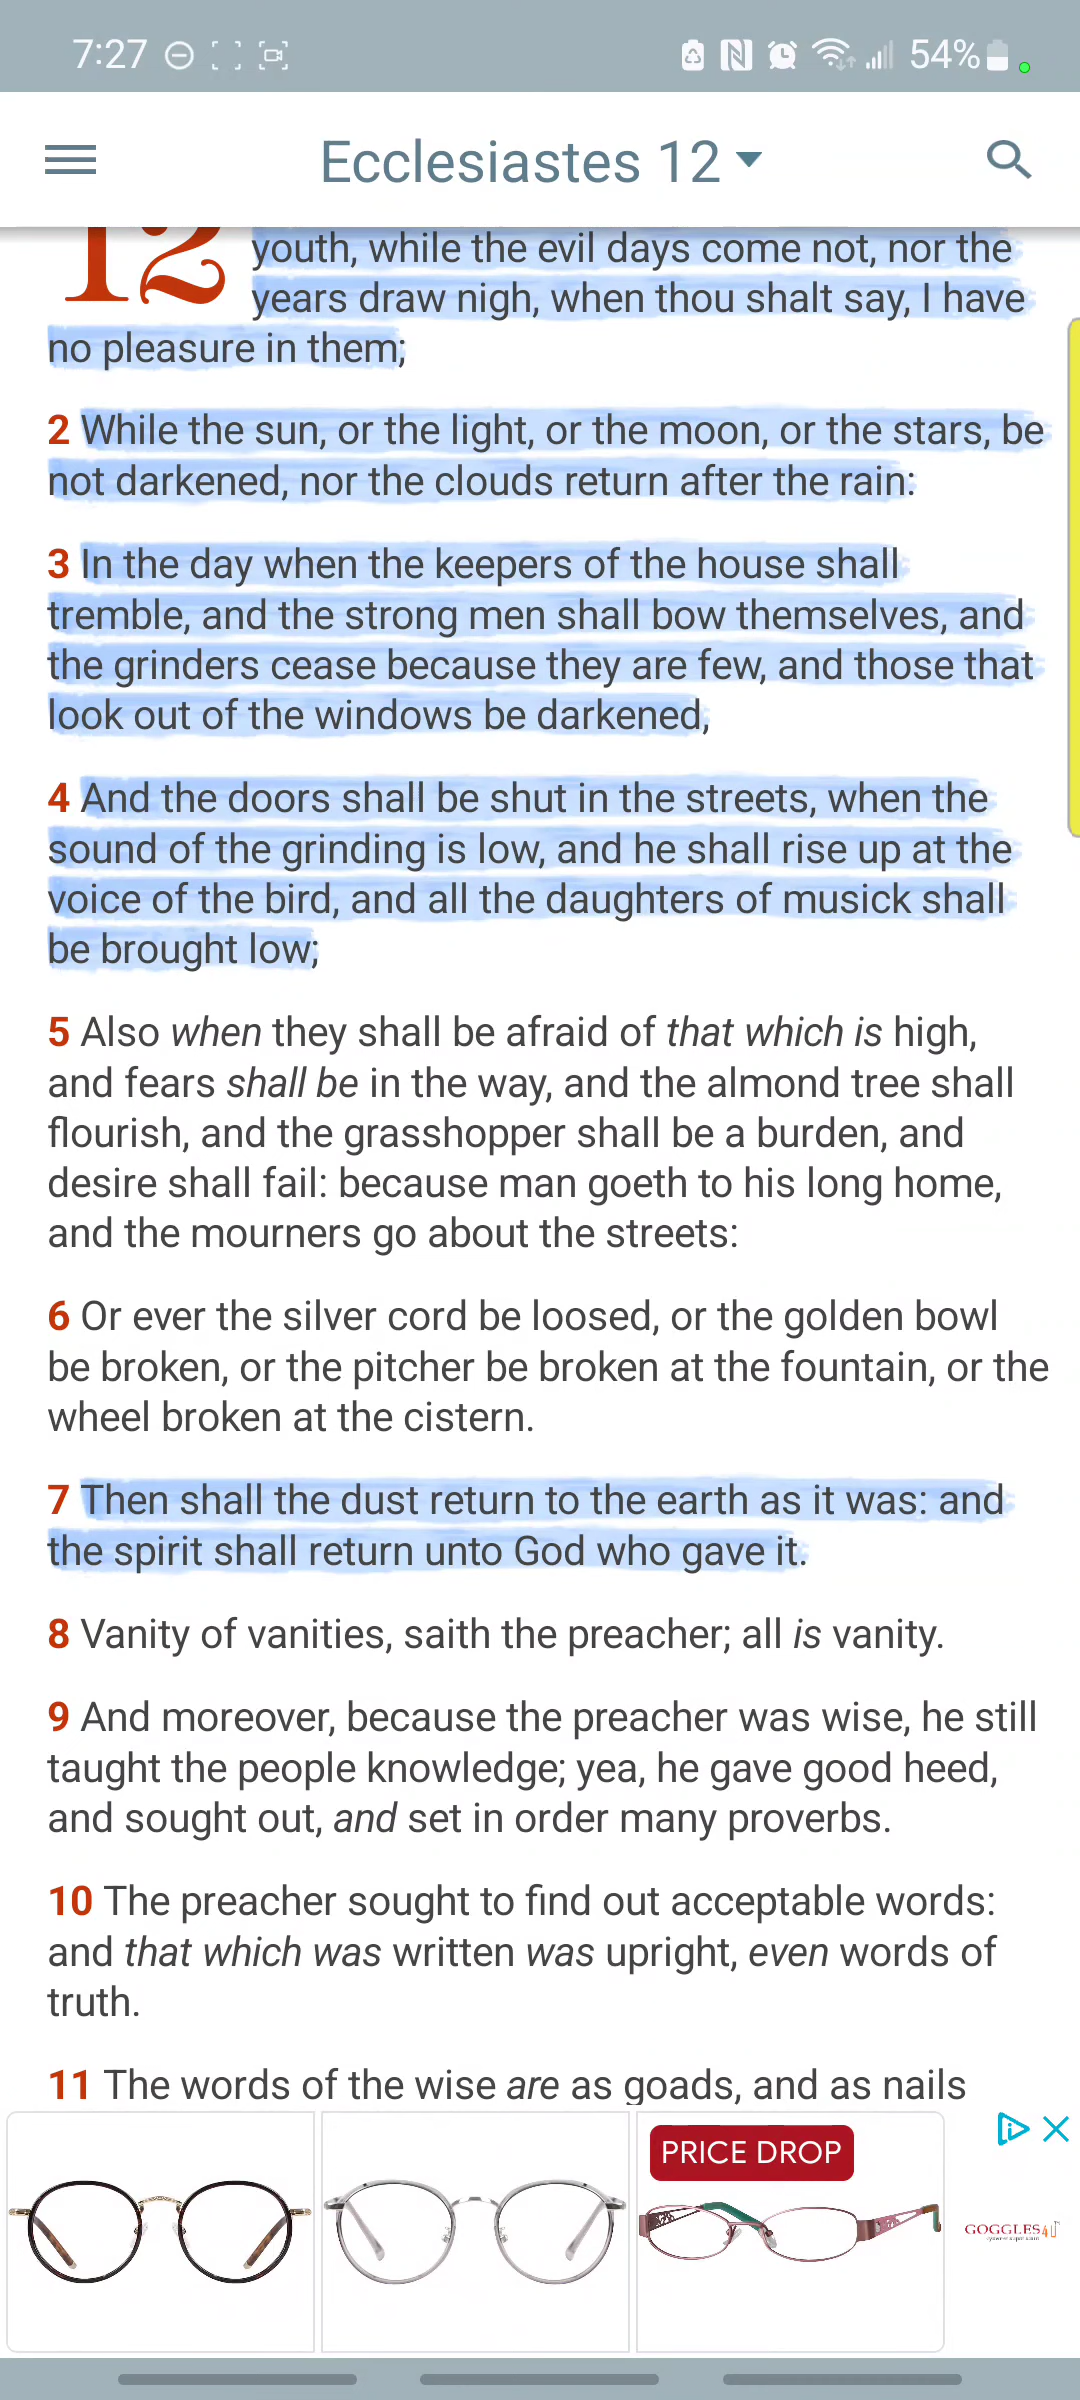 7:27
54%
Ecclesiastes 12
12
youth, while the evil days come not, nor the
years draw nigh, when thou shalt say, I have
no pleasure in them;
2 While the sun, or the light, or the moon, or the stars, be
not darkened, nor the clouds return after the rain:
3 In the day when the keepers of the house shall
tremble, and the strong men shall bow themselves, and
the grinders cease because they are few, and those that
look out of the windows be darkened,
4 And the doors shall be shut in the streets, when the
sound of the grinding is low, and he shall rise up at the
voice of the bird, and all the daughters of musick shall
be brought low;
5 Also when they shall be afraid of that which is high,
and fears shall be in the way, and the almond tree shall
flourish, and the grasshopper shall be a burden, and
desire shall fail: because man goeth to his long home,
and the mourners go about the streets:
6 Or ever the silver cord be loosed, or the golden bowl
be broken, or the pitcher be broken at the fountain, or the
wheel broken at the cistern.
7 Then shall the dust return to the earth as it was: and
the spirit shall return unto God who gave it.
8 Vanity of vanities, saith the preacher; all is vanity.
9 And moreover, because the preacher was wise, he still
taught the people knowledge; yea, he gave good heed,
and sought out, and set in order many proverbs.
10 The preacher sought to find out acceptable words:
and that which was written was upright, even words of
truth.
11 The words of the wise are as goads, and as nails
PRICE DROP
GOGGLES4U